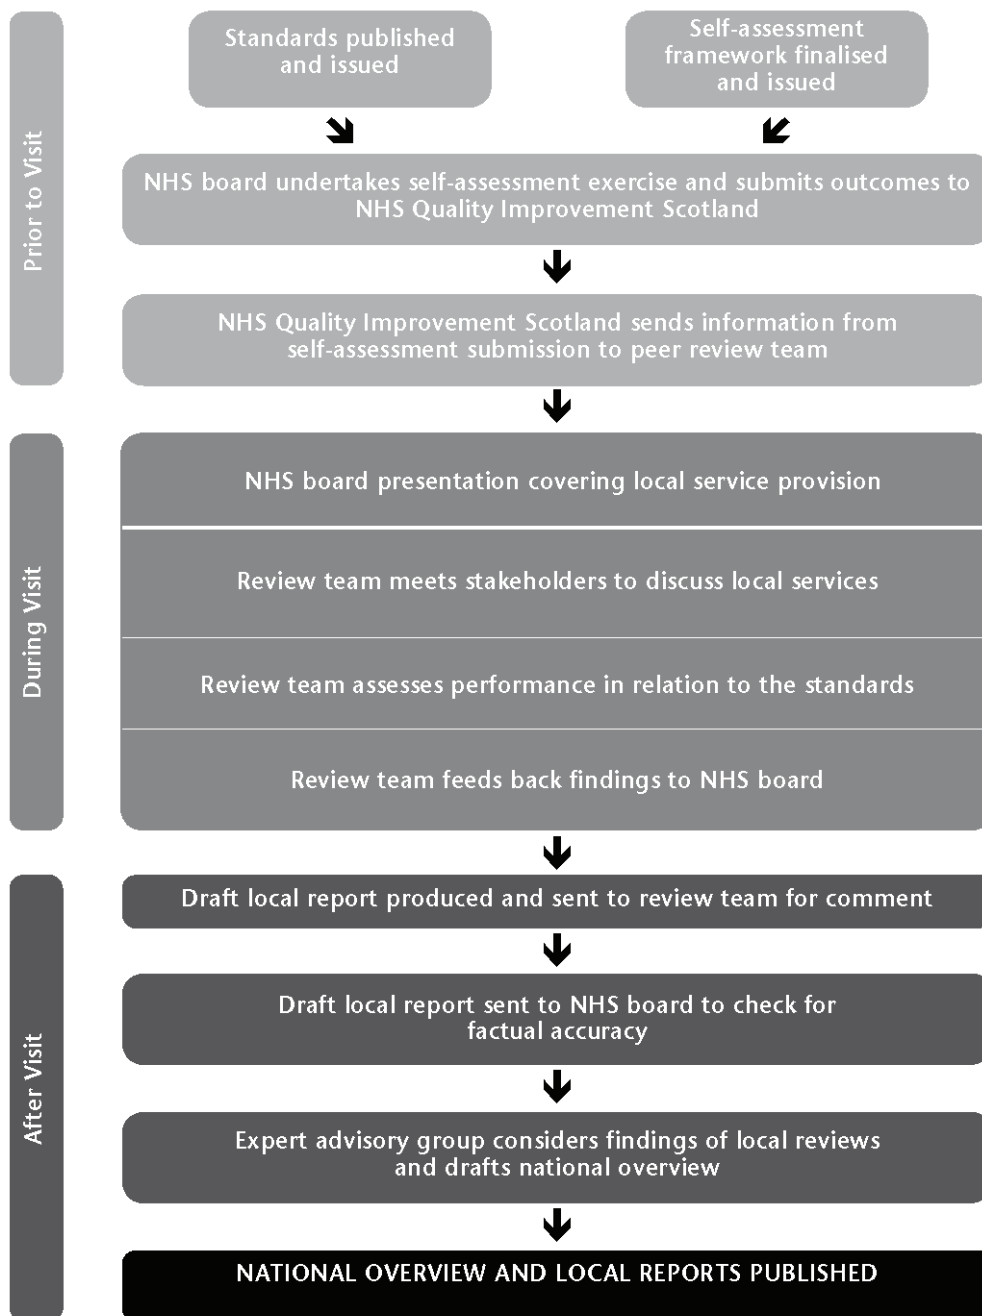 Prior to Visit
Standards published
and issued
Self-assessment
framework finalised
and issued
NHS board undertakes self-assessment exercise and submits outcomes to
NHS Quality Improvement Scotland
NHS Quality Improvement Scotland sends information from
self-assessment submission to peer review team
During Visit
NHS board presentation covering local service provision
Review team meets stakeholders to discuss local services
Review team assesses performance in relation to the standards
Review team feeds back findings to NHS board
After Visit
Draft local report produced and sent to review team for comment
Draft local report sent to NHS board to check for
factual accuracy
Expert advisory group considers findings of local reviews
and drafts national overview
NATIONAL OVERVIEW AND LOCAL REPORTS PUBLISHED